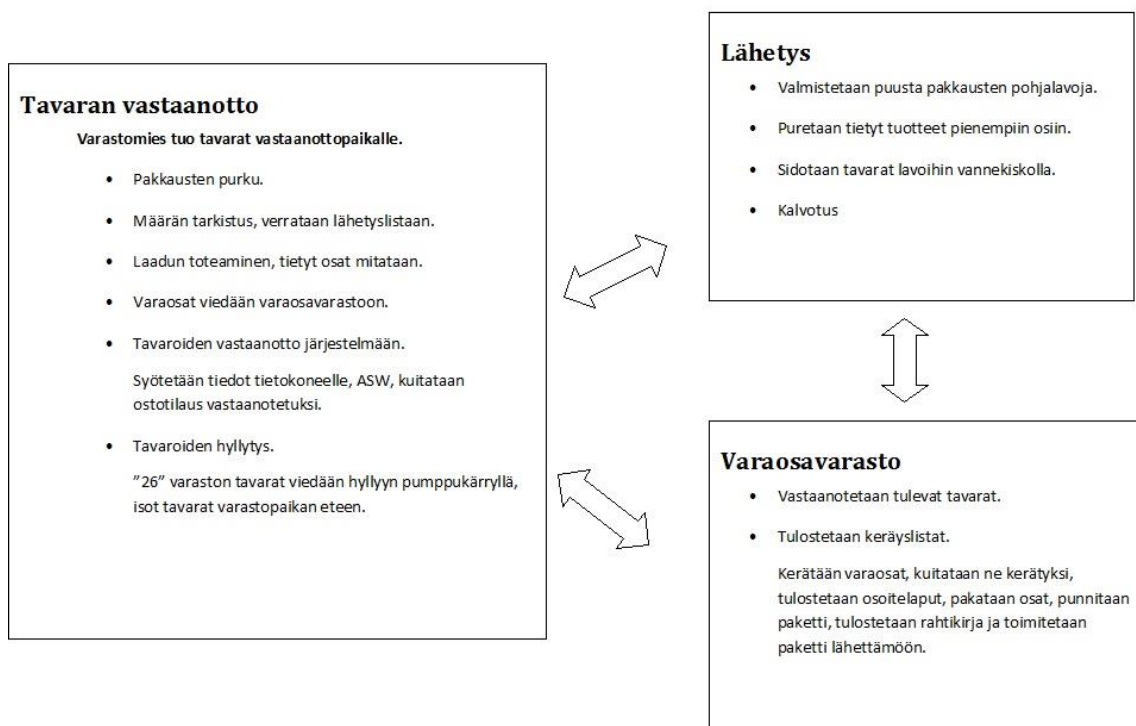 Tavaran vastaanotto
Varastomies tuo tavarat vastaanottopaikalle.
• Pakkausten purku.
• Määrän tarkistus, verrataan lähetyslistaan.
• Laadun toteaminen, tietyt osat mitataan.
• Varaosat viedään varaosavarastoon.
• Tavaroiden vastaanotto järjestelmään.
Syötetään tiedot tietokoneelle, ASW, kuitataan
ostotilaus vastaanotetuksi.
• Tavaroiden hyllytys.
”26” varaston tavarat viedään hyllyyn pumppukärryllä,
isot tavarat varastopaikan eteen.
Lähetys
• Valmistetaan puusta pakkausten pohjalavoja.
• Puretaan tietyt tuotteet pienempiin osiin.
• Sidotaan tavarat lavoihin vannekiskolla.
• Kalvotus
Varaosavarasto
• Vastaanotetaan tulevat tavarat.
• Tulostetaan keräyslistat.
Kerätään varaosat, kuitataan ne kerätyksi,
tulostetaan osoitelaput, pakataan osat, punnitaan
paketti, tulostetaan rahtikirja ja toimitetaan
paketti lähettämöön.